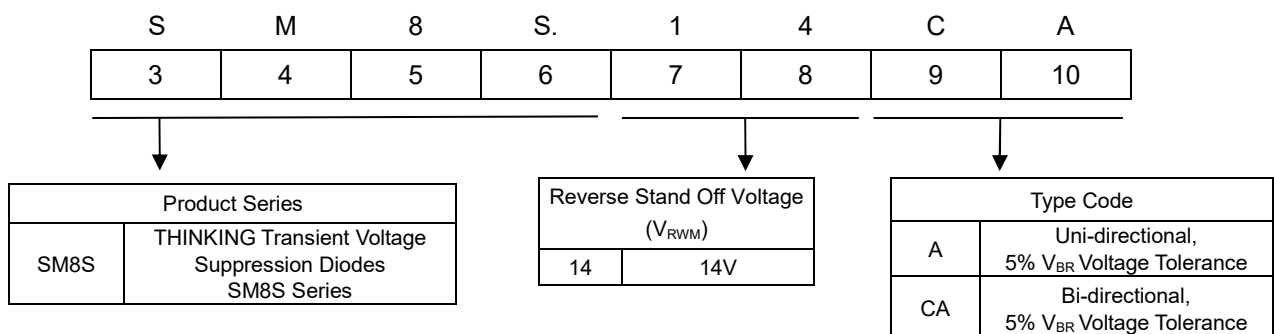 S M 8 S. 1 4 C A
3 4 5 6 7 8 9 10
Product Series
SM8S
THINKING Transient Voltage
Suppression Diodes
SM8S Series
Reverse Stand Off Voltage
(VRWM)
14 14V
Type Code
A
Uni-directional,
5% VBR Voltage Tolerance
CA
Bi-directional,
5% VBR Voltage Tolerance